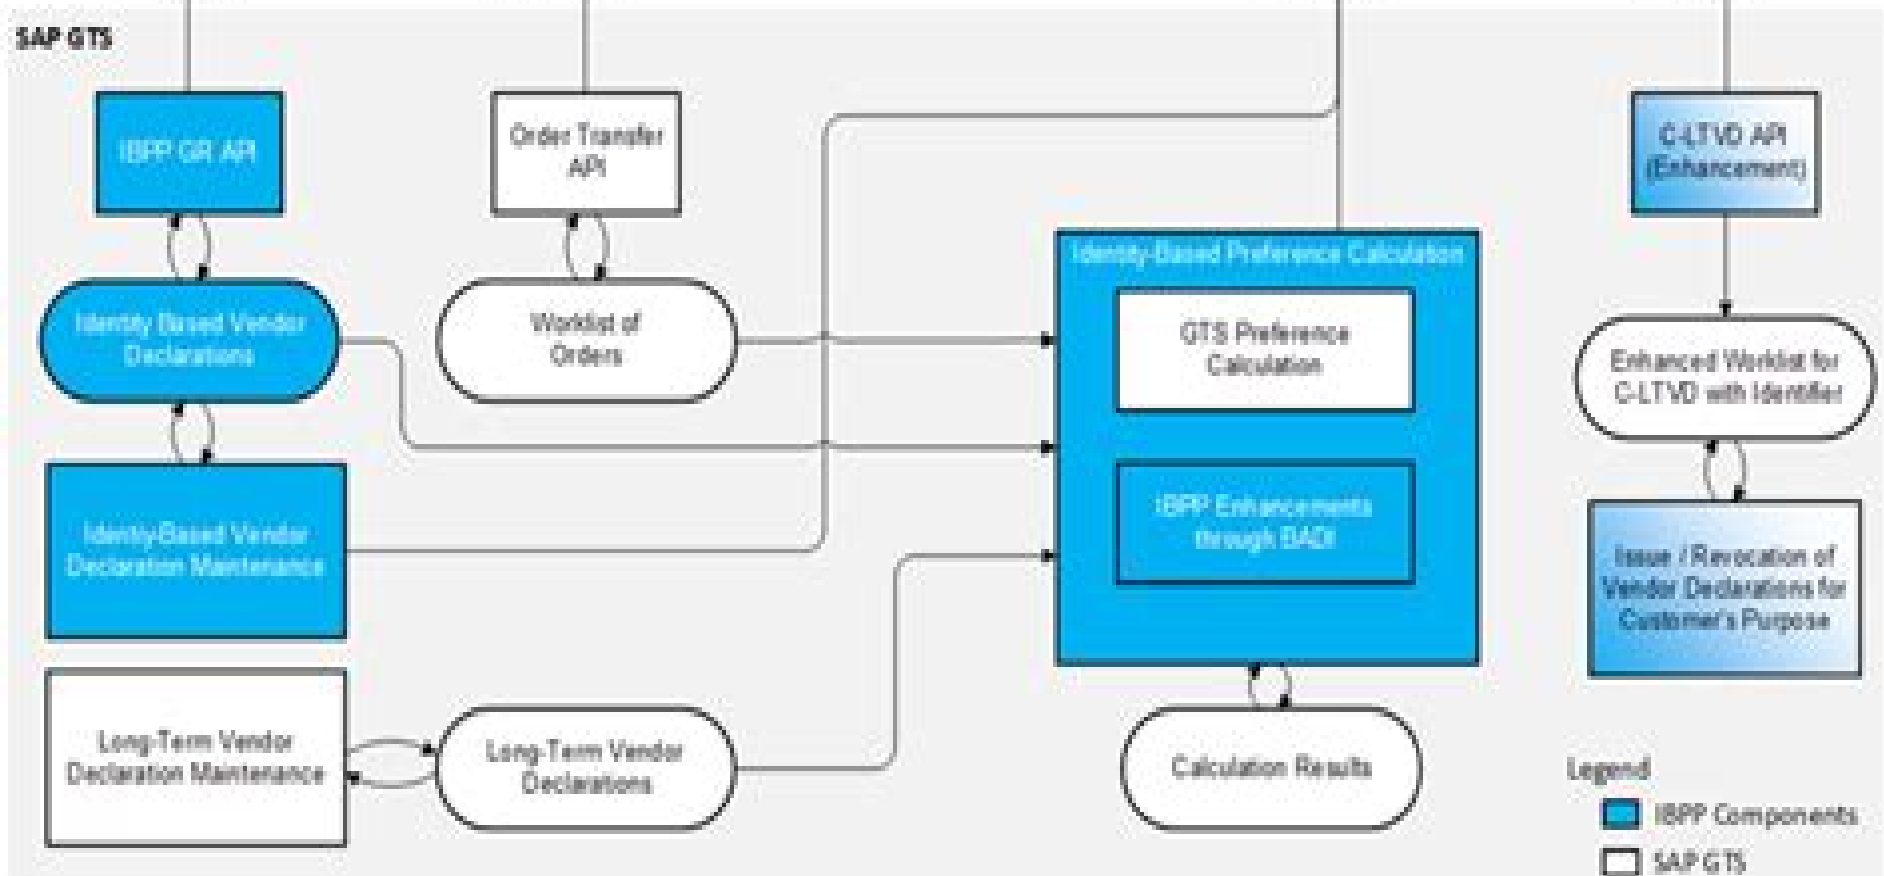 SAP GTS
IBPP GR API
Order Transfer
API
C-LTVD API
(Enhancement)
Identity Based Vendor
Declarations
Worklist of
Orders
Identity-Based Preference Calculation
GTS Preference
Calculation
IBPP Enhancements
through BADI
Enhanced Worklist for
C-LTVD with Identifier
Identity-Based Vendor
Declaration Maintenance
Issue / Revocation of
Vendor Declarations for
Customer's Purpose
Long-Term Vendor
Declaration Maintenance
Long-Term Vendor
Declarations
Calculation Results
Legend
IBPP Components
SAP GTS